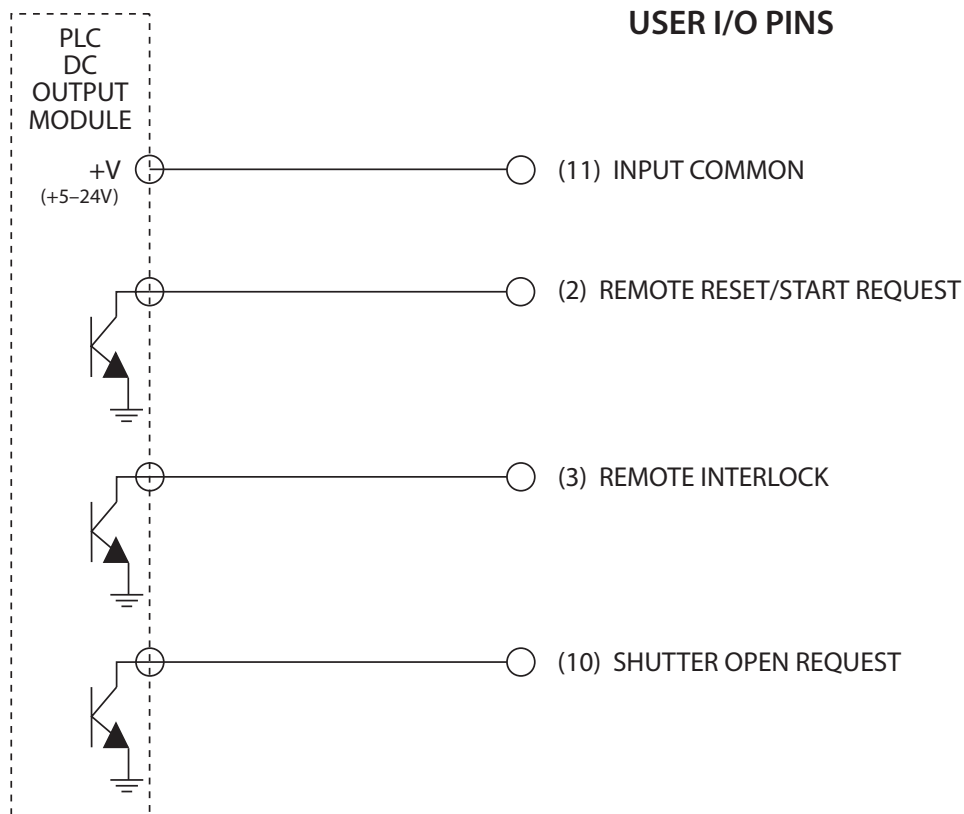 USER I/O PINS
PLC
DC
OUTPUT
MODULE
+V
(+5–24V)
(11) INPUT COMMON
(2) REMOTE RESET/START REQUEST
(3) REMOTE INTERLOCK
(10) SHUTTER OPEN REQUEST